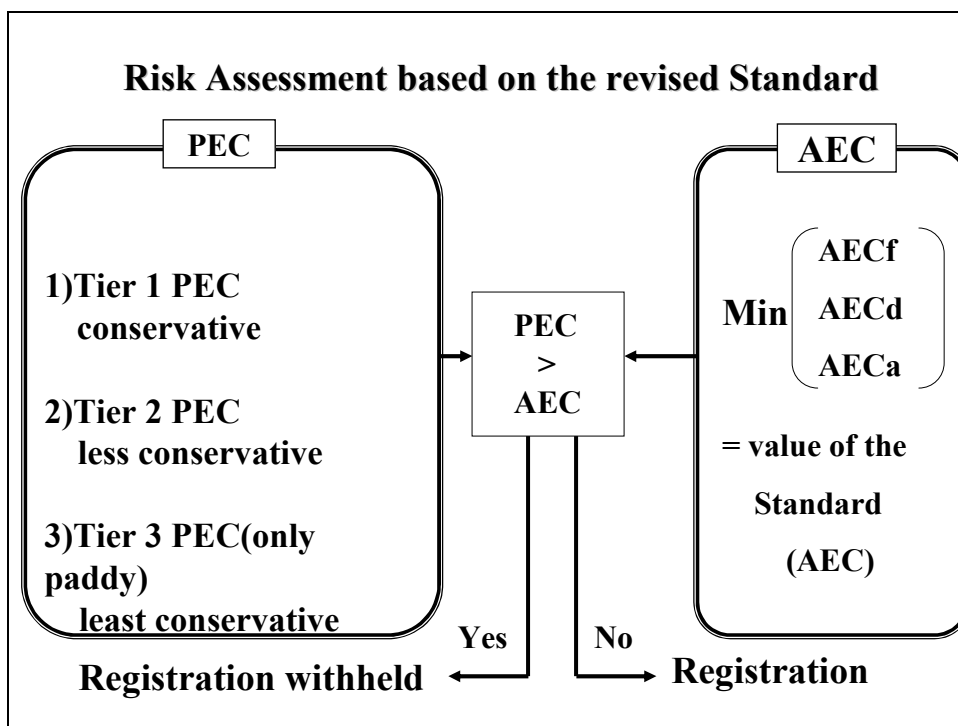 Risk Assessment based on the revised Standard
PEC
1)Tier 1 PEC
conservative
2)Tier 2 PEC
less conservative
3)Tier 3 PEC(only
paddy)
least conservative
PEC
>
AEC
AEC
Min
AECf
AECd
AECa
= value of the
Standard
(AEC)
Yes
No
Registration withheld
Registration